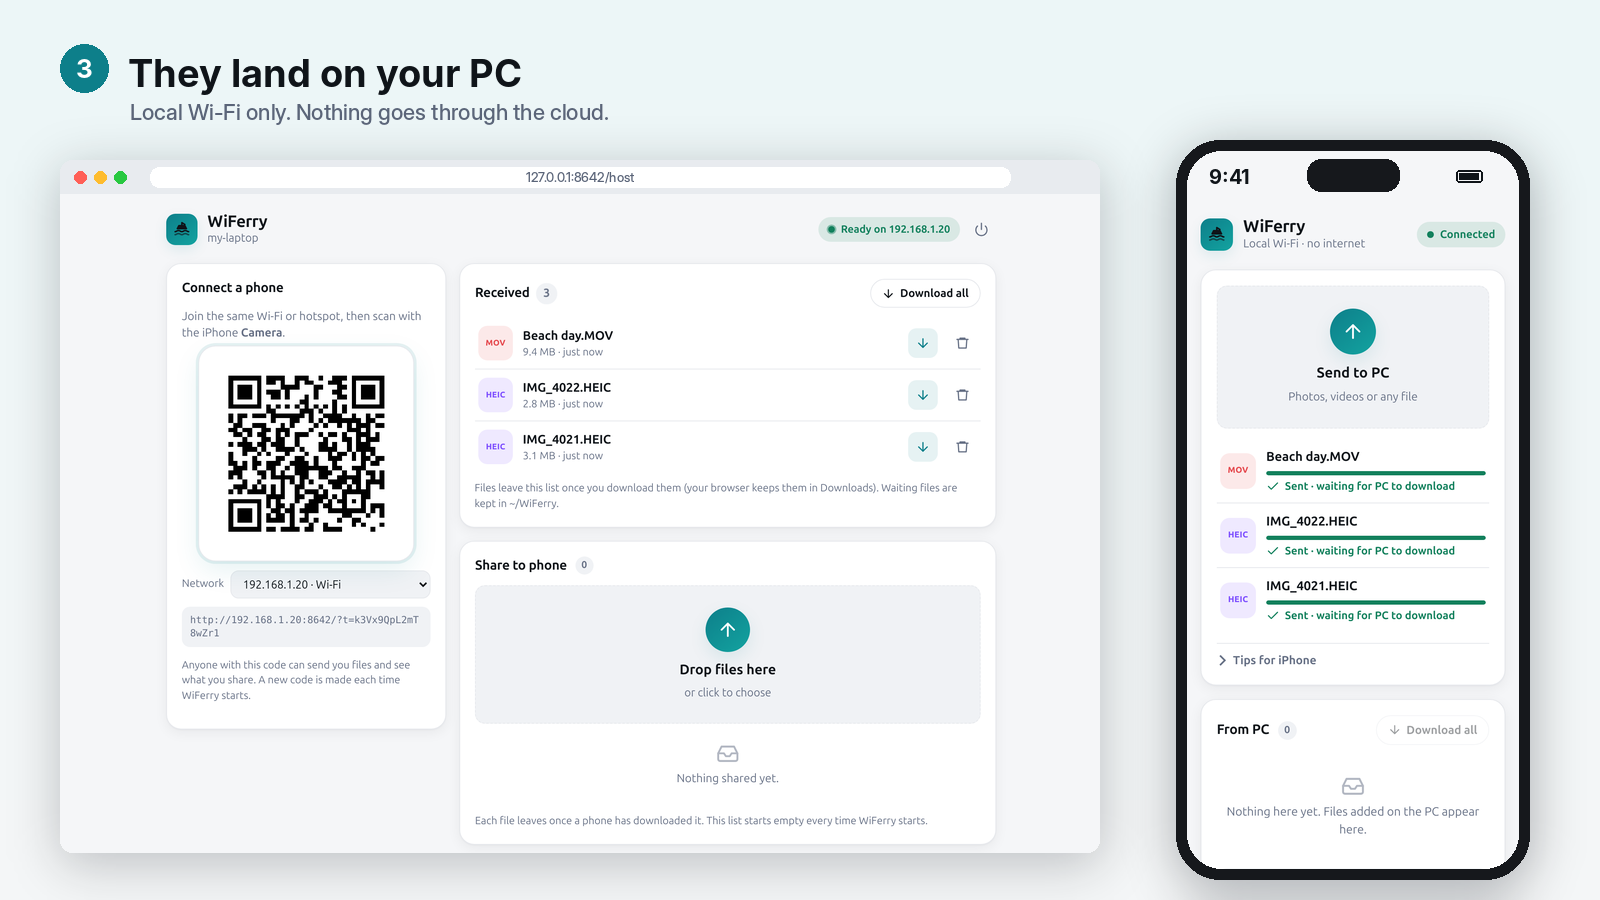 3
They land on your PC
Local Wi-Fi only. Nothing goes through the cloud.
127.0.0.1:8642/host
WiFerry
my-laptop
Ready on 192.168.1.20
Connect a phone
Join the same Wi-Fi or hotspot, then scan with
the iPhone Camera.
Network
192.168.1.20 · Wi-Fi
http://192.168.1.20:8642/?t=k3Vx9QpL2mT
8wZr1
Anyone with this code can send you files and see
what you share. A new code is made each time
WiFerry starts.
Received 3
Download all
MOV
Beach day.MOV
9.4 MB · just now
HEIC
IMG_4022.HEIC
2.8 MB · just now
HEIC
IMG_4021.HEIC
3.1 MB · just now
Files leave this list once you download them (your browser keeps them in Downloads). Waiting files are
kept in ~/WiFerry.
Share to phone 0
Drop files here
or click to choose
Nothing shared yet.
Each file leaves once a phone has downloaded it. This list starts empty every time WiFerry starts.
9:41
WiFerry
Local Wi-Fi · no internet
Connected
Send to PC
Photos, videos or any file
MOV
Beach day.MOV
Sent · waiting for PC to download
HEIC
IMG_4022.HEIC
Sent · waiting for PC to download
HEIC
IMG_4021.HEIC
Sent · waiting for PC to download
Tips for iPhone
From PC 0
Download all
Nothing here yet. Files added on the PC appear
here.